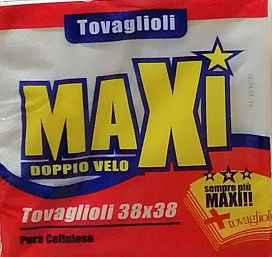 Tovaglioli
MAXi
DOPPIO VELO
sempre più
MAXI!!
+tovaglioli
Tovaglioli 38x38
Pura Cellulosa